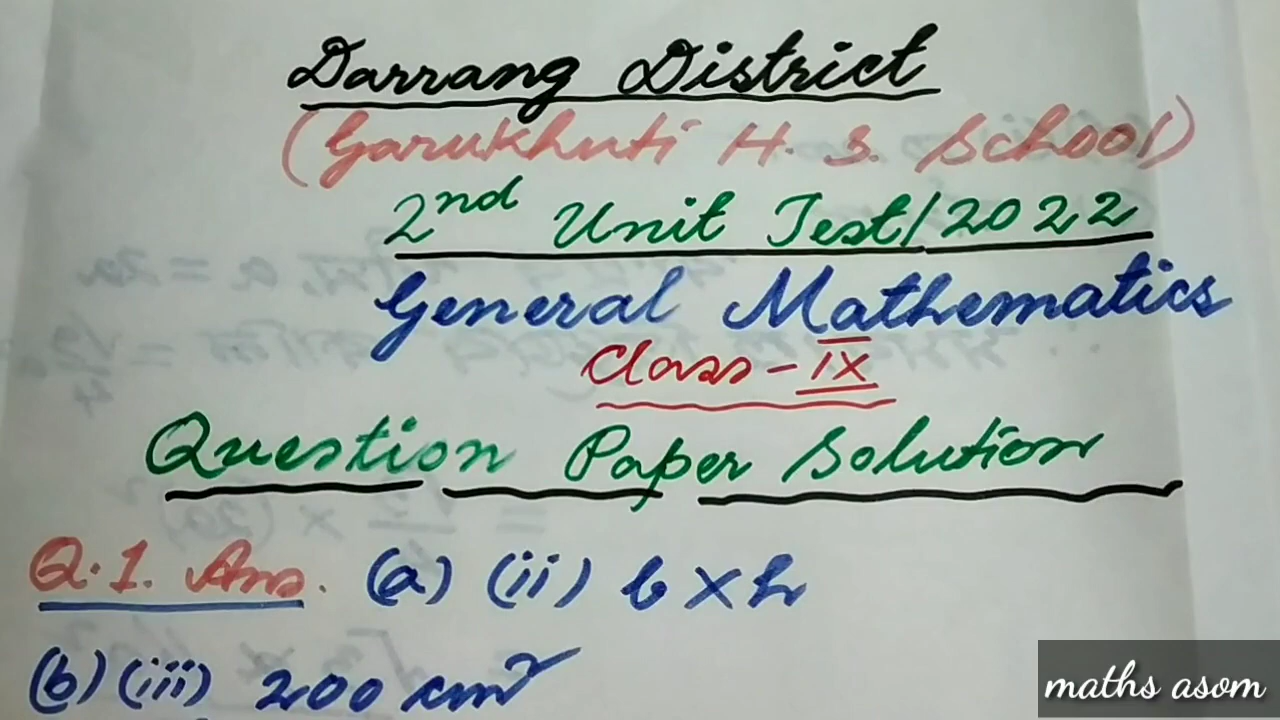 Darrang District
(Garukhuti H. S. School)
2nd Unit Test/2022
General Mathematics
Class-IX
Question Paper Solution
Q.1. Ans. (a) (ii) b × h
(b) (iii) 200 cm²
maths asom